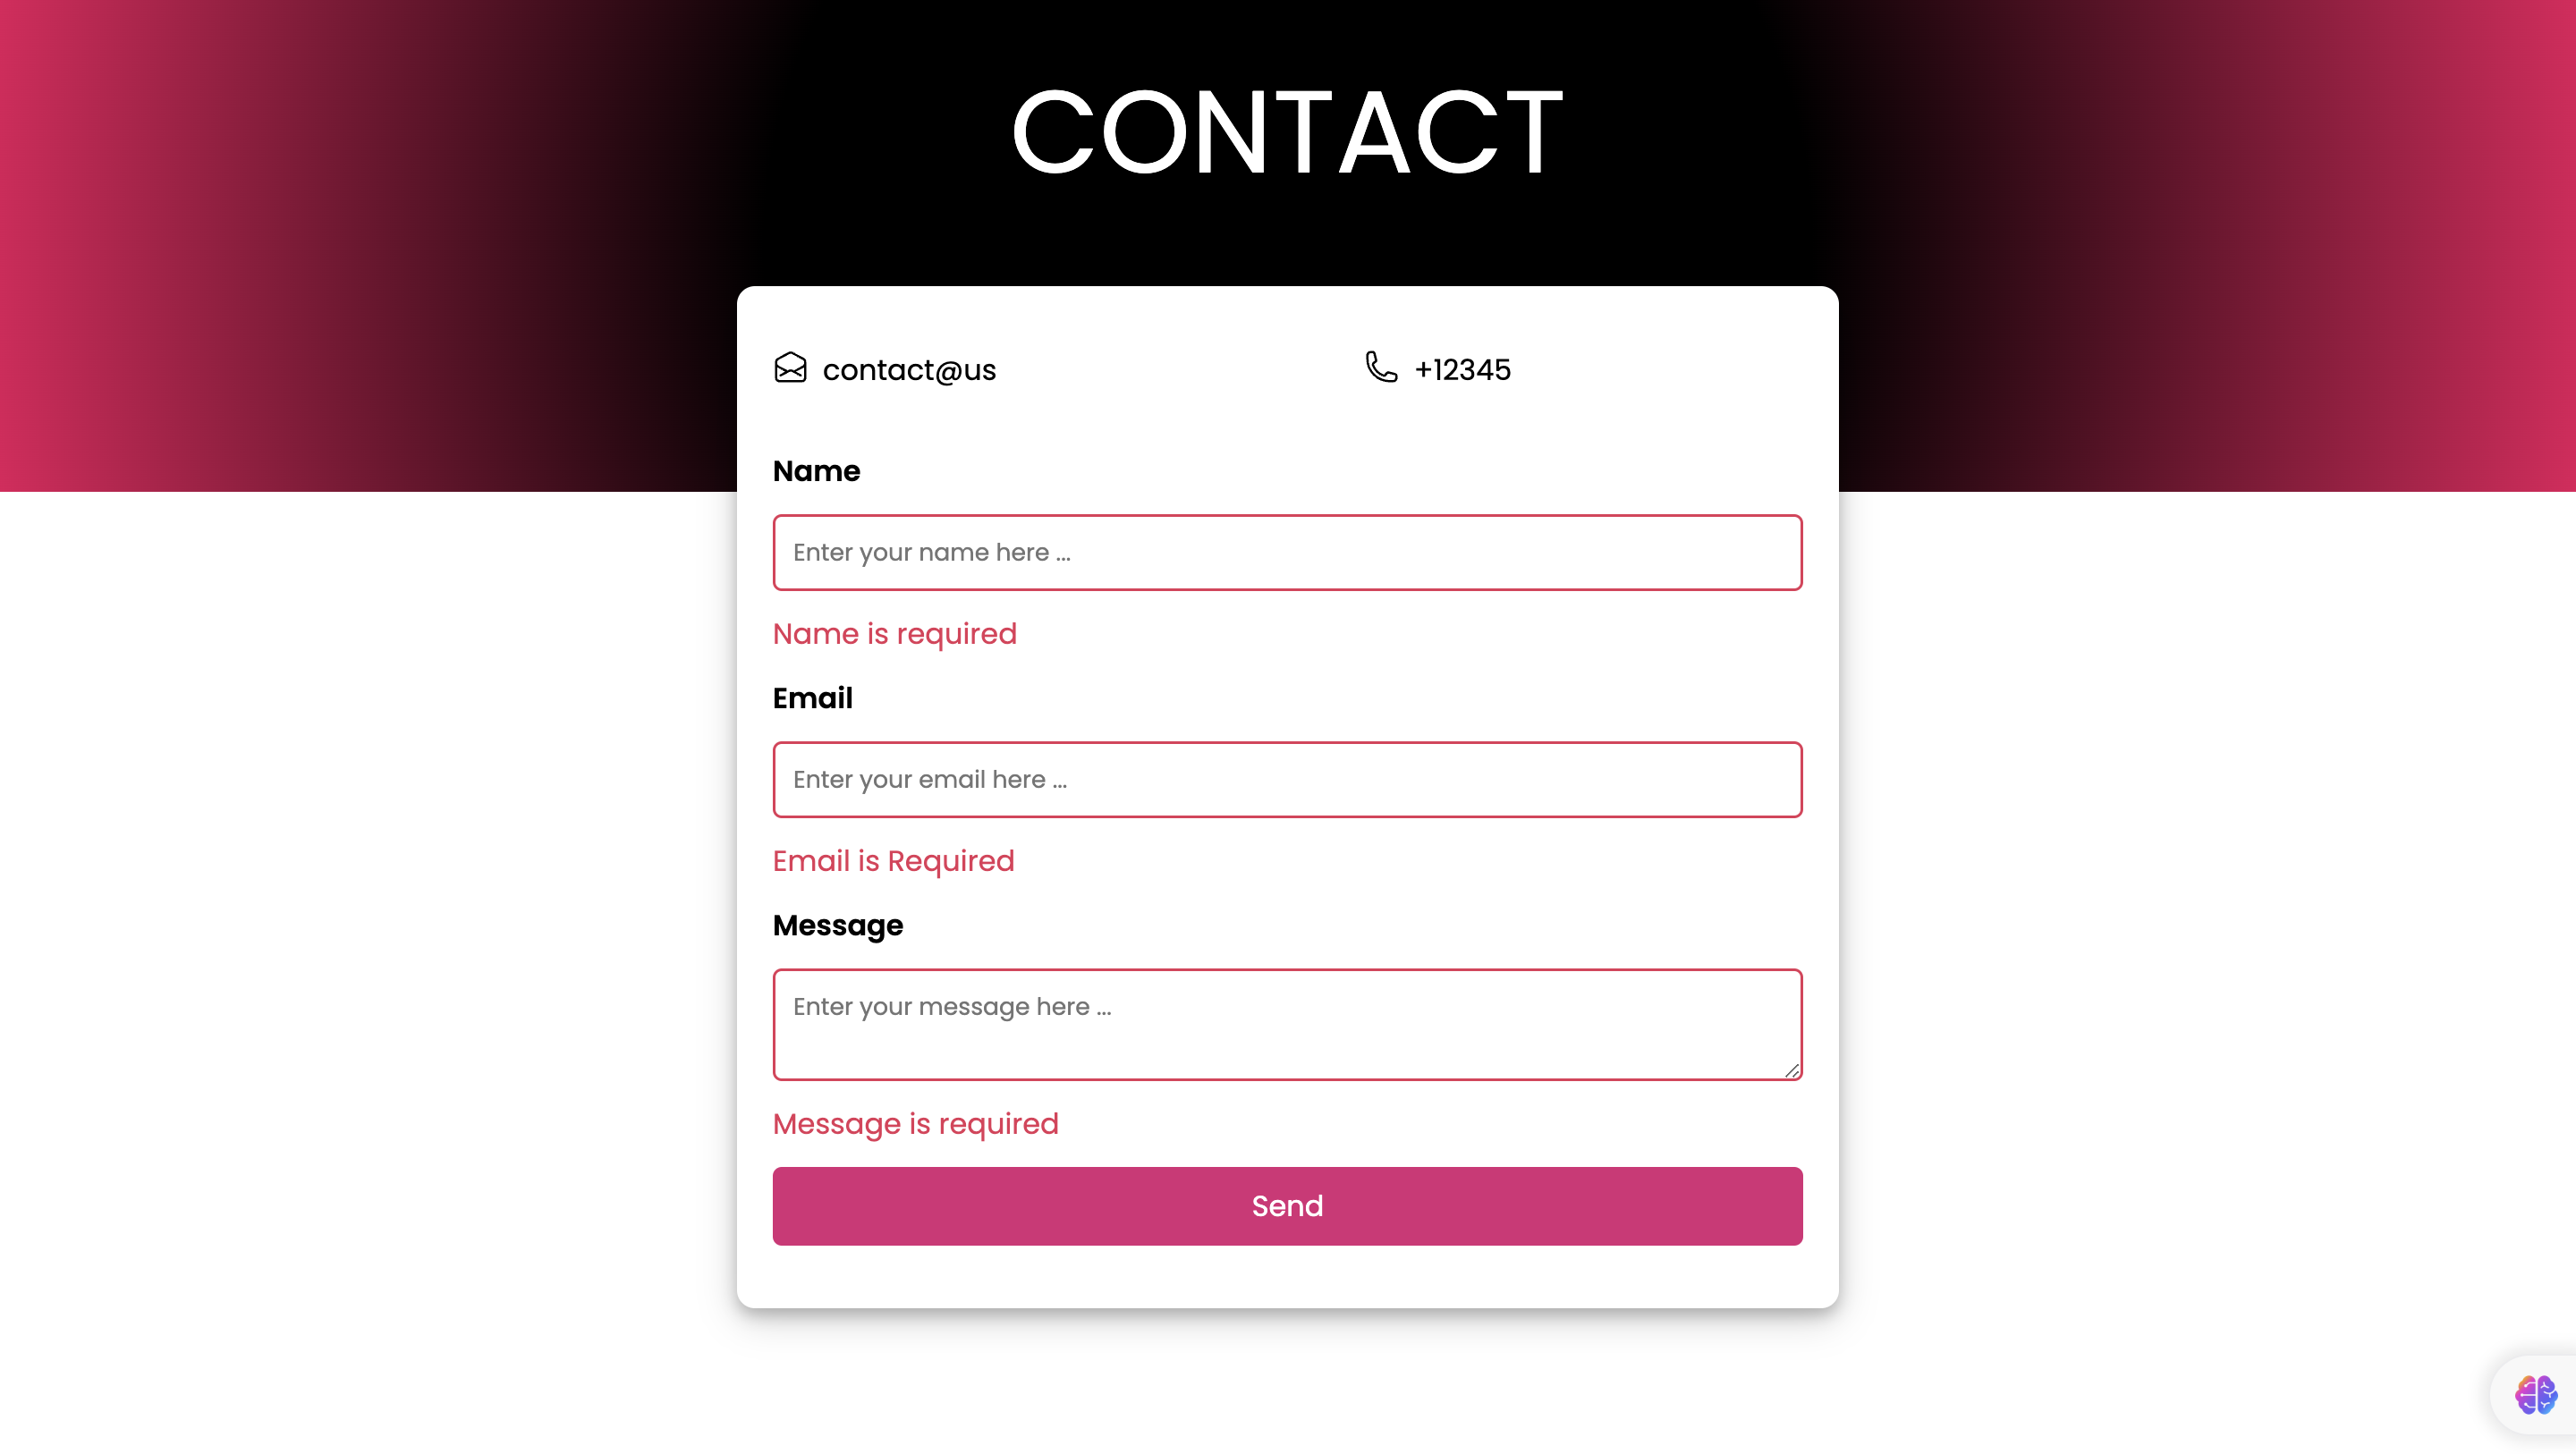 CONTACT
contact@us
+12345
Name
Enter your name here ...
Name is required
Email
Enter your email here ...
Email is Required
Message
Enter your message here ...
Message is required
Send